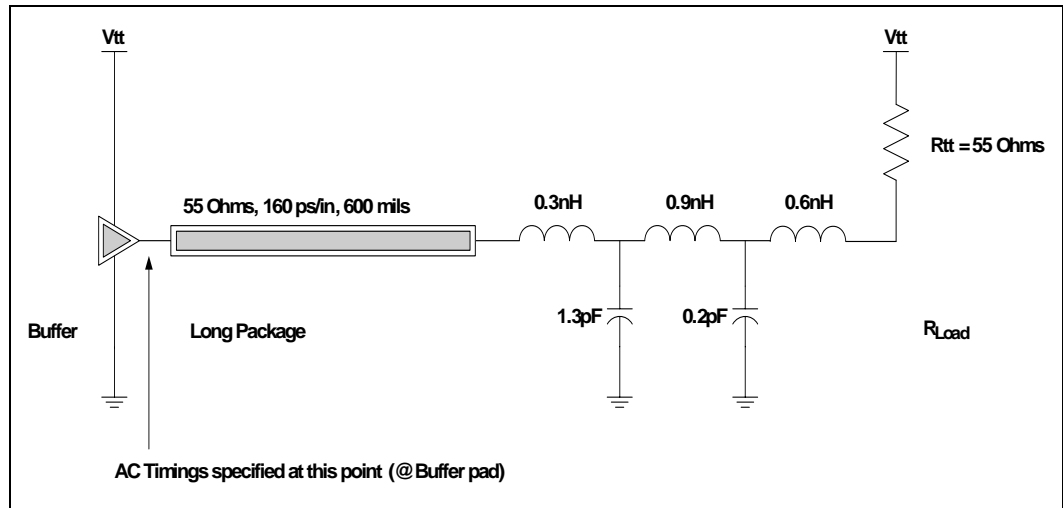 Vtt
Vtt
Rtt = 55 Ohms
55 Ohms, 160 ps/in, 600 mils
0.3nH
0.9nH
0.6nH
1.3pF
0.2pF
Buffer
Long Package
RLoad
AC Timings specified at this point (@ Buffer pad)